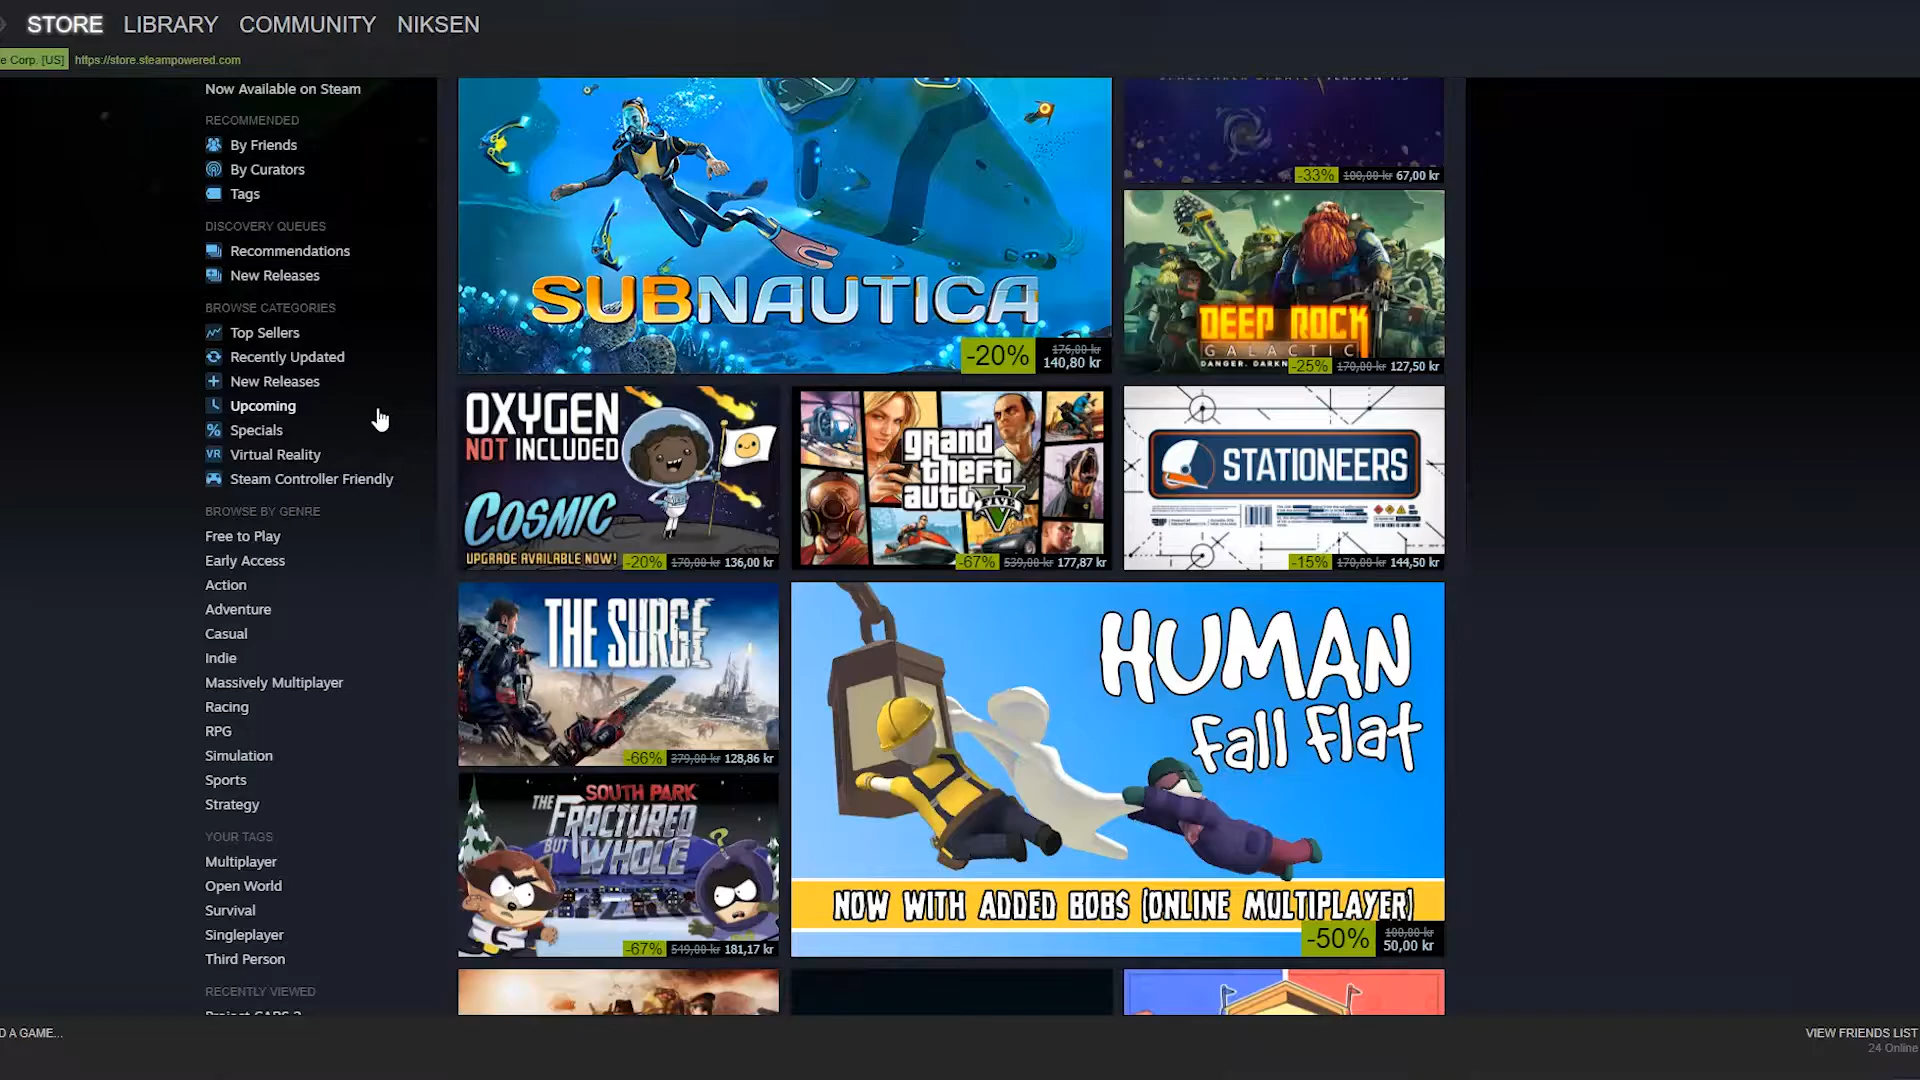 STORE LIBRARY COMMUNITY NIKSEN
e Corp. [US] https://store.steampowered.com
Now Available on Steam
RECOMMENDED
By Friends
By Curators
Tags
DISCOVERY QUEUES
Recommendations
New Releases
BROWSE CATEGORIES
Top Sellers
Recently Updated
New Releases
Upcoming
Specials
VR Virtual Reality
Steam Controller Friendly
BROWSE BY GENRE
Free to Play
Early Access
Action
Adventure
Casual
Indie
Massively Multiplayer
Racing
RPG
Simulation
Sports
Strategy
YOUR TAGS
Multiplayer
Open World
Survival
Singleplayer
Third Person
RECENTLY VIEWED
Project CARS 2
SUBNAUTICA
-20% 176,00 kr
140,80 kr
-33% 100,00 kr 67,00 kr
DEEP ROCK
GALACTIC
DANGER. DARKN
-25% 170,00 kr 127,50 kr
OXYGEN
NOT INCLUDED
COSMIC
UPGRADE AVAILABLE NOW!
-20% 170,00 kr 136,00 kr
grand
theft
auto
FIVE
-67% 539,00 kr 177,87 kr
STATIONEERS
-15% 170,00 kr 144,50 kr
THE SURGE
-66% 379,00 kr 128,86 kr
HUMAN
fall flat
NOW WITH ADDED BOBS (ONLINE MULTIPLAYER)
-50% 100,00 kr
50,00 kr
SOUTH PARK
THE FRACTURED
BUT WHOLE
-67% 549,00 kr 181,17 kr
D A GAME...
VIEW FRIENDS LIST
24 Online